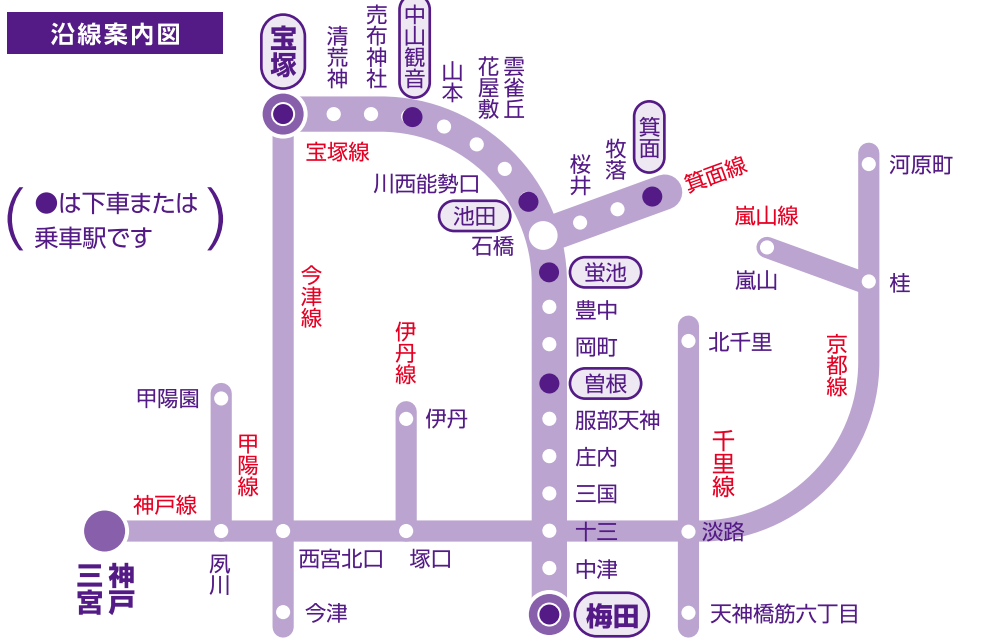 沿線案内図
宝塚
清荒神
売布神社
中山観音
山本
花屋敷
雲雀丘
宝塚線
川西能勢口
池田
石橋
桜井
牧落
箕面
箕面線
嵐山線
嵐山
河原町
桂
●は下車または
乗車駅です
(
)
今津線
蛍池
豊中
岡町
曽根
服部天神
庄内
三国
十三
中津
梅田
伊丹線
伊丹
北千里
千里線
京都線
甲陽園
甲陽線
神戸線
神戸
三宮
夙川
西宮北口
塚口
今津
淡路
天神橋筋六丁目